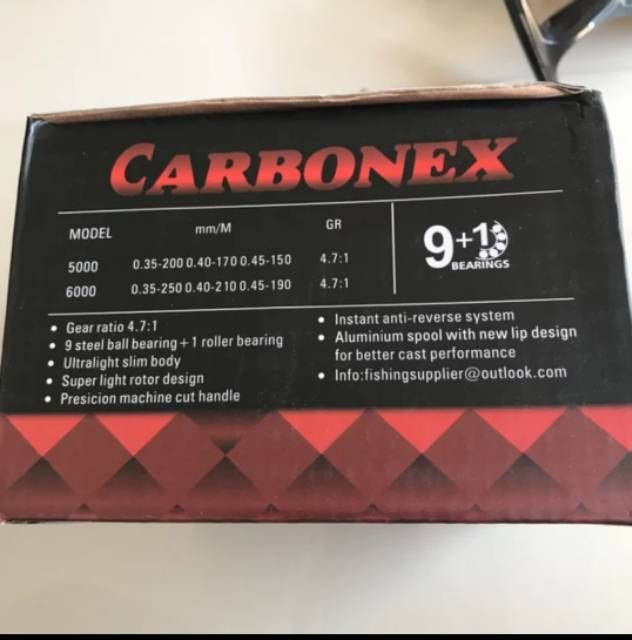 CARBONEX
MODEL mm/M GR
5000 0.35-200 0.40-170 0.45-150 4.7:1
6000 0.35-250 0.40-210 0.45-190 4.7:1
9+1
BEARINGS
• Gear ratio 4.7:1
• 9 steel ball bearing+1 roller bearing
• Ultralight slim body
• Super light rotor design
• Presicion machine cut handle
• Instant anti-reverse system
• Aluminium spool with new lip design
for better cast performance
• Info:fishingsupplier@outlook.com